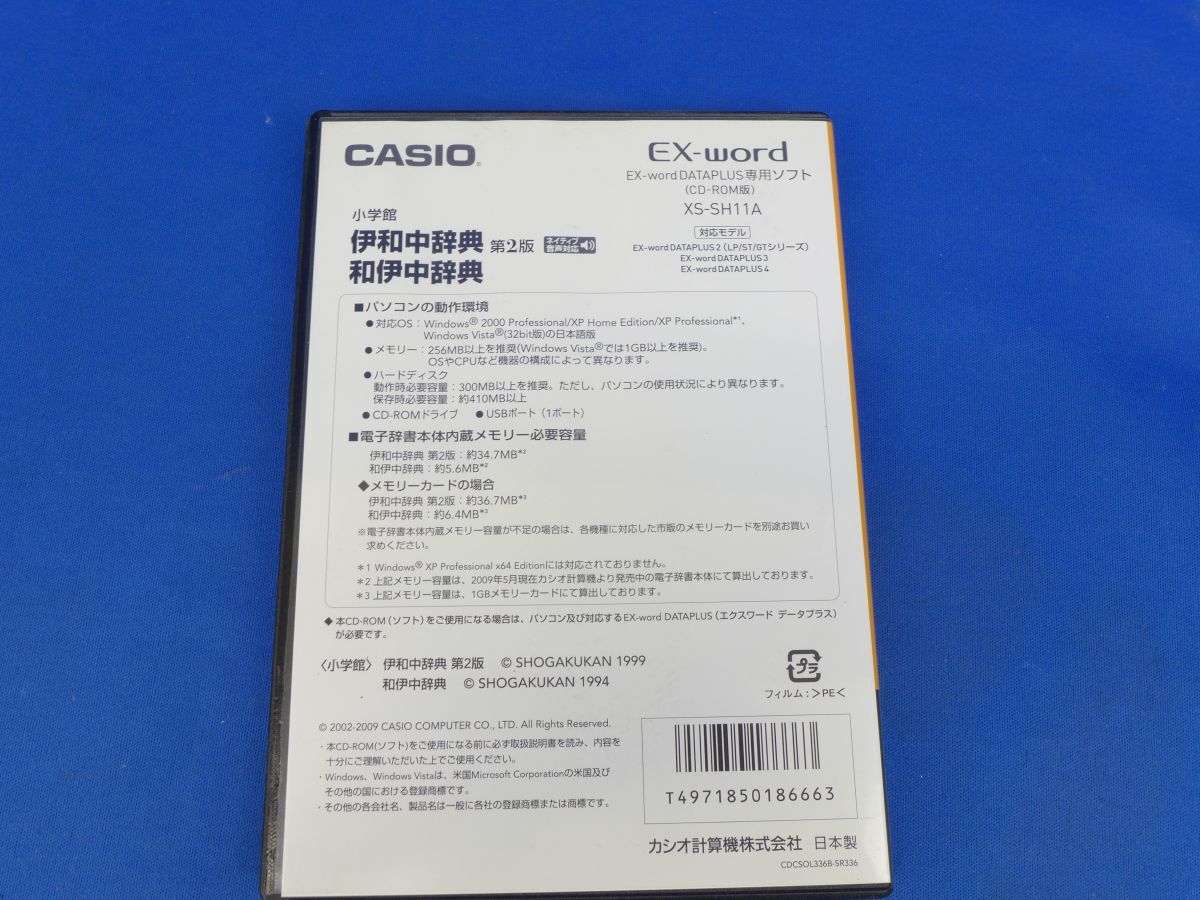 CASIO®
EX-word
EX-word DATAPLUS専用ソフト
(CD-ROM版)
XS-SH11A
対応モデル
EX-word DATAPLUS 2（LP/ST/GTシリーズ）
EX-word DATAPLUS 3
EX-word DATAPLUS 4
小学館
伊和中辞典 第2版 ネイティブ音声対応
和伊中辞典
■パソコンの動作環境
●対応OS：Windows® 2000 Professional/XP Home Edition/XP Professional*1、
Windows Vista®(32bit版)の日本語版
●メモリー：256MB以上を推奨(Windows Vista®では1GB以上を推奨)。
OSやCPUなど機器の構成によって異なります。
●ハードディスク
動作時必要容量：300MB以上を推奨。ただし、パソコンの使用状況により異なります。
保存時必要容量：約410MB以上
●CD-ROMドライブ ●USBポート（1ポート）
■電子辞書本体内蔵メモリー必要容量
伊和中辞典 第2版：約34.7MB*2
和伊中辞典：約5.6MB*2
◆メモリーカードの場合
伊和中辞典 第2版：約36.7MB*3
和伊中辞典：約6.4MB*3
※電子辞書本体内蔵メモリー容量が不足の場合は、各機種に対応した市販のメモリーカードを別途お買い
求めください。
＊1 Windows® XP Professional x64 Editionには対応されておりません。
＊2 上記メモリー容量は、2009年5月現在カシオ計算機より発売中の電子辞書本体にて算出しております。
＊3 上記メモリー容量は、1GBメモリーカードにて算出しております。
◆本CD-ROM（ソフト）をご使用になる場合は、パソコン及び対応するEX-word DATAPLUS（エクスワード データプラス）
が必要です。
〈小学館〉 伊和中辞典 第2版 © SHOGAKUKAN 1999
和伊中辞典 © SHOGAKUKAN 1994
プラ
フィルム：＞PE＜
© 2002-2009 CASIO COMPUTER CO., LTD. All Rights Reserved.
・本CD-ROM(ソフト)をご使用になる前に必ず取扱説明書を読み、内容を
十分にご理解いただいた上でご使用ください。
・Windows、Windows Vistaは、米国Microsoft Corporationの米国及び
その他の国における登録商標です。
・その他の各会社名、製品名は一般に各社の登録商標または商標です。
T4971850186663
カシオ計算機株式会社 日本製
CDCSOL336B-SR336